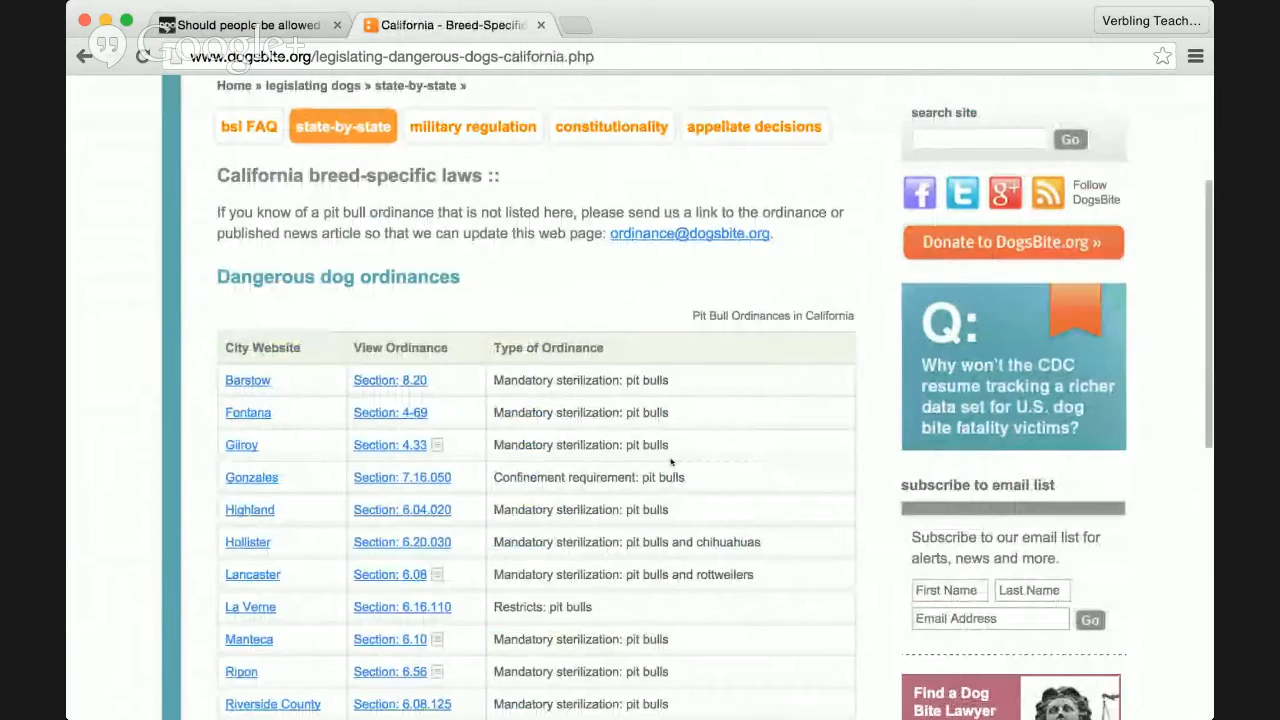 Should people be allowed
California - Breed-Specific
Verbling Teach...
Google+
www.dogsbite.org/legislating-dangerous-dogs-california.php
Home » legislating dogs » state-by-state »
bsl FAQ state-by-state military regulation constitutionality appellate decisions
search site
Go
California breed-specific laws ::
If you know of a pit bull ordinance that is not listed here, please send us a link to the ordinance or
published news article so that we can update this web page: ordinance@dogsbite.org.
Follow
DogsBite
Donate to DogsBite.org »
Dangerous dog ordinances
Pit Bull Ordinances in California
City Website View Ordinance Type of Ordinance
Barstow Section: 8.20 Mandatory sterilization: pit bulls
Fontana Section: 4-69 Mandatory sterilization: pit bulls
Gilroy Section: 4.33 Mandatory sterilization: pit bulls
Gonzales Section: 7.16.050 Confinement requirement: pit bulls
Highland Section: 6.04.020 Mandatory sterilization: pit bulls
Hollister Section: 6.20.030 Mandatory sterilization: pit bulls and chihuahuas
Lancaster Section: 6.08 Mandatory sterilization: pit bulls and rottweilers
La Verne Section: 6.16.110 Restricts: pit bulls
Manteca Section: 6.10 Mandatory sterilization: pit bulls
Ripon Section: 6.56 Mandatory sterilization: pit bulls
Riverside County Section: 6.08.125 Mandatory sterilization: pit bulls
Q:
Why won't the CDC
resume tracking a richer
data set for U.S. dog
bite fatality victims?
subscribe to email list
Subscribe to our email list for
alerts, news and more.
First Name Last Name
Email Address Go
Find a Dog
Bite Lawyer